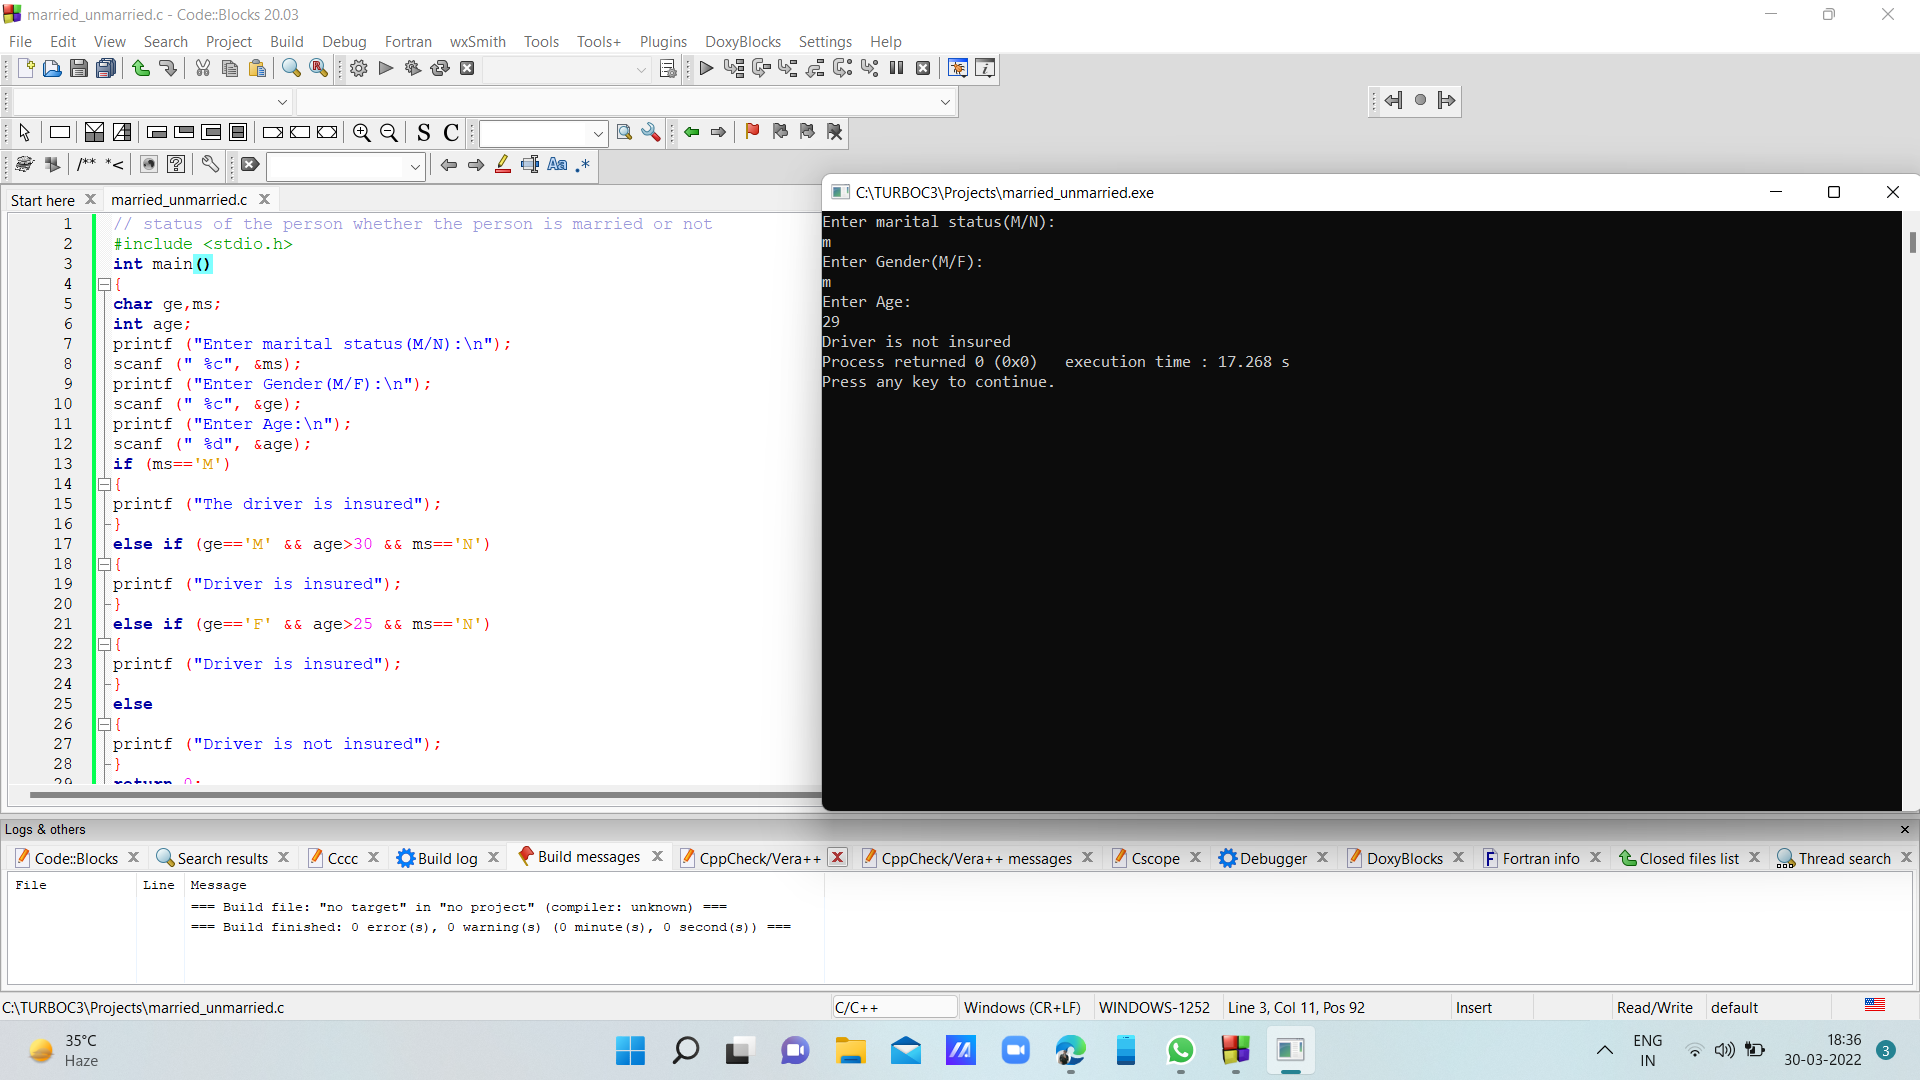 married_unmarried.c - Code::Blocks 20.03
File Edit View Search Project Build Debug Fortran wxSmith Tools Tools+ Plugins DoxyBlocks Settings Help
S C
/** *<
Aa .*
Start here married_unmarried.c
1 // status of the person whether the person is married or not
2 #include <stdio.h>
3 int main()
4 {
5 char ge,ms;
6 int age;
7 printf ("Enter marital status(M/N):\n");
8 scanf (" %c", &ms);
9 printf ("Enter Gender(M/F):\n");
10 scanf (" %c", &ge);
11 printf ("Enter Age:\n");
12 scanf (" %d", &age);
13 if (ms=='M')
14 {
15 printf ("The driver is insured");
16 }
17 else if (ge=='M' && age>30 && ms=='N')
18 {
19 printf ("Driver is insured");
20 }
21 else if (ge=='F' && age>25 && ms=='N')
22 {
23 printf ("Driver is insured");
24 }
25 else
26 {
27 printf ("Driver is not insured");
28 }
29 return 0;
C:\TURBOC3\Projects\married_unmarried.exe
Enter marital status(M/N):
m
Enter Gender(M/F):
m
Enter Age:
29
Driver is not insured
Process returned 0 (0x0)   execution time : 17.268 s
Press any key to continue.
Logs & others
Code::Blocks Search results Cccc Build log Build messages CppCheck/Vera++ CppCheck/Vera++ messages Cscope Debugger DoxyBlocks Fortran info Closed files list Thread search
File Line Message
=== Build file: "no target" in "no project" (compiler: unknown) ===
=== Build finished: 0 error(s), 0 warning(s) (0 minute(s), 0 second(s)) ===
C:\TURBOC3\Projects\married_unmarried.c C/C++ Windows (CR+LF) WINDOWS-1252 Line 3, Col 11, Pos 92 Insert Read/Write default
35°C
Haze
ENG
IN
18:36
30-03-2022
3